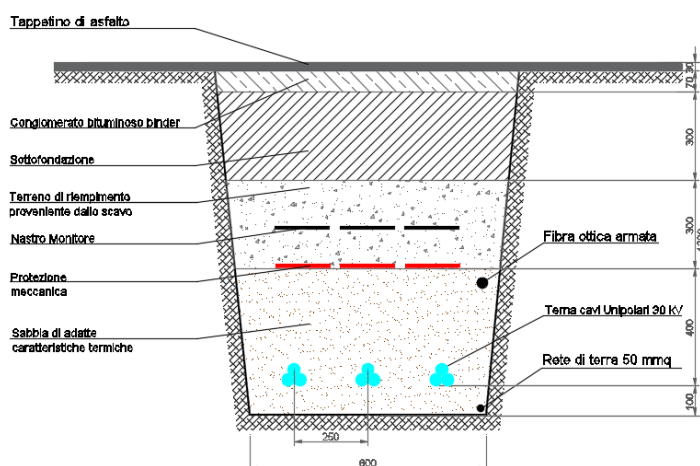 Tappetino di asfalto
Conglomerato bituminoso binder
Sottofondazione
Terreno di riempimento
proveniente dallo scavo
Nastro Monitore
Protezione
meccanica
Sabbia di adatte
caratteristiche termiche
Fibra ottica armata
Terna cavi Unipolari 30 kV
Rete di terra 50 mmq
70
300
300
400
100
250
600